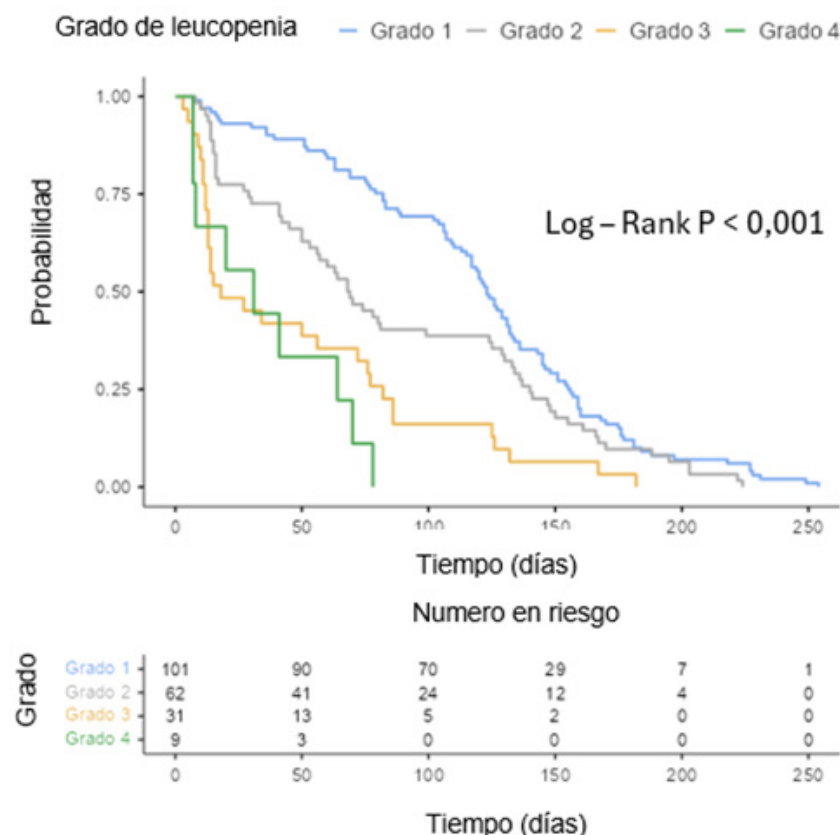 Grado de leucopenia Grado 1 Grado 2 Grado 3 Grado 4
1.00
0.75
Log – Rank P < 0,001
Probabilidad
0.50
0.25
0.00
0 50 100 150 200 250
Tiempo (días)
Numero en riesgo
Grado
Grado 1 101 90 70 29 7 1
Grado 2 62 41 24 12 4 0
Grado 3 31 13 5 2 0 0
Grado 4 9 3 0 0 0 0
0 50 100 150 200 250
Tiempo (días)